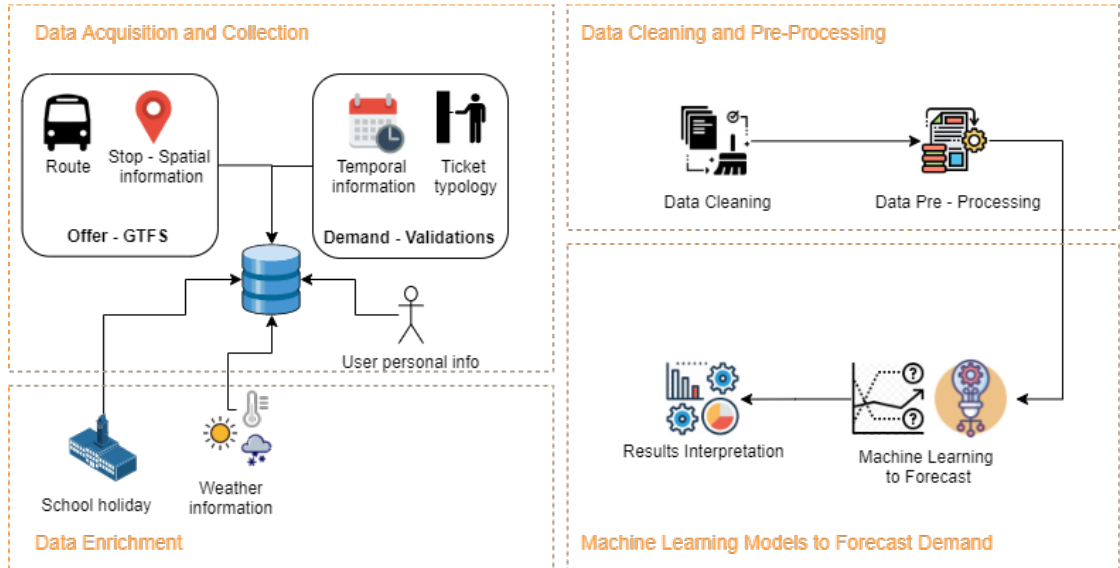 Data Acquisition and Collection
Route
Stop - Spatial
information
Offer - GTFS
Temporal
information
Ticket
typology
Demand - Validations
User personal info
School holiday
Weather
information
Data Enrichment
Data Cleaning and Pre-Processing
Data Cleaning
Data Pre - Processing
Results Interpretation
?
?
Machine Learning
to Forecast
Machine Learning Models to Forecast Demand